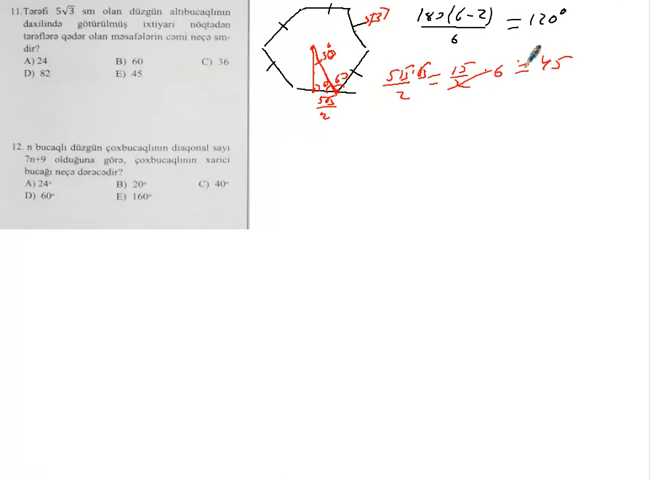 11.Tərəfi 5√3 sm olan düzgün altıbucaqlının
daxilində götürülmüş ixtiyari nöqtədən
tərəflərə qədər olan məsafələrin cəmi neçə sm-
dir?
A) 24 B) 60 C) 36
D) 82 E) 45
12. n bucaqlı düzgün çoxbucaqlının diaqonal sayı
7n+9 olduğuna görə, çoxbucaqlının xarici
bucağı neçə dərəcədir?
A) 24° B) 20° C) 40°
D) 60° E) 160°
180(6-2)/6 = 120°
5√3
30
60
5√3/2
5√3·√3/2 = 15/2 · 6 = 45